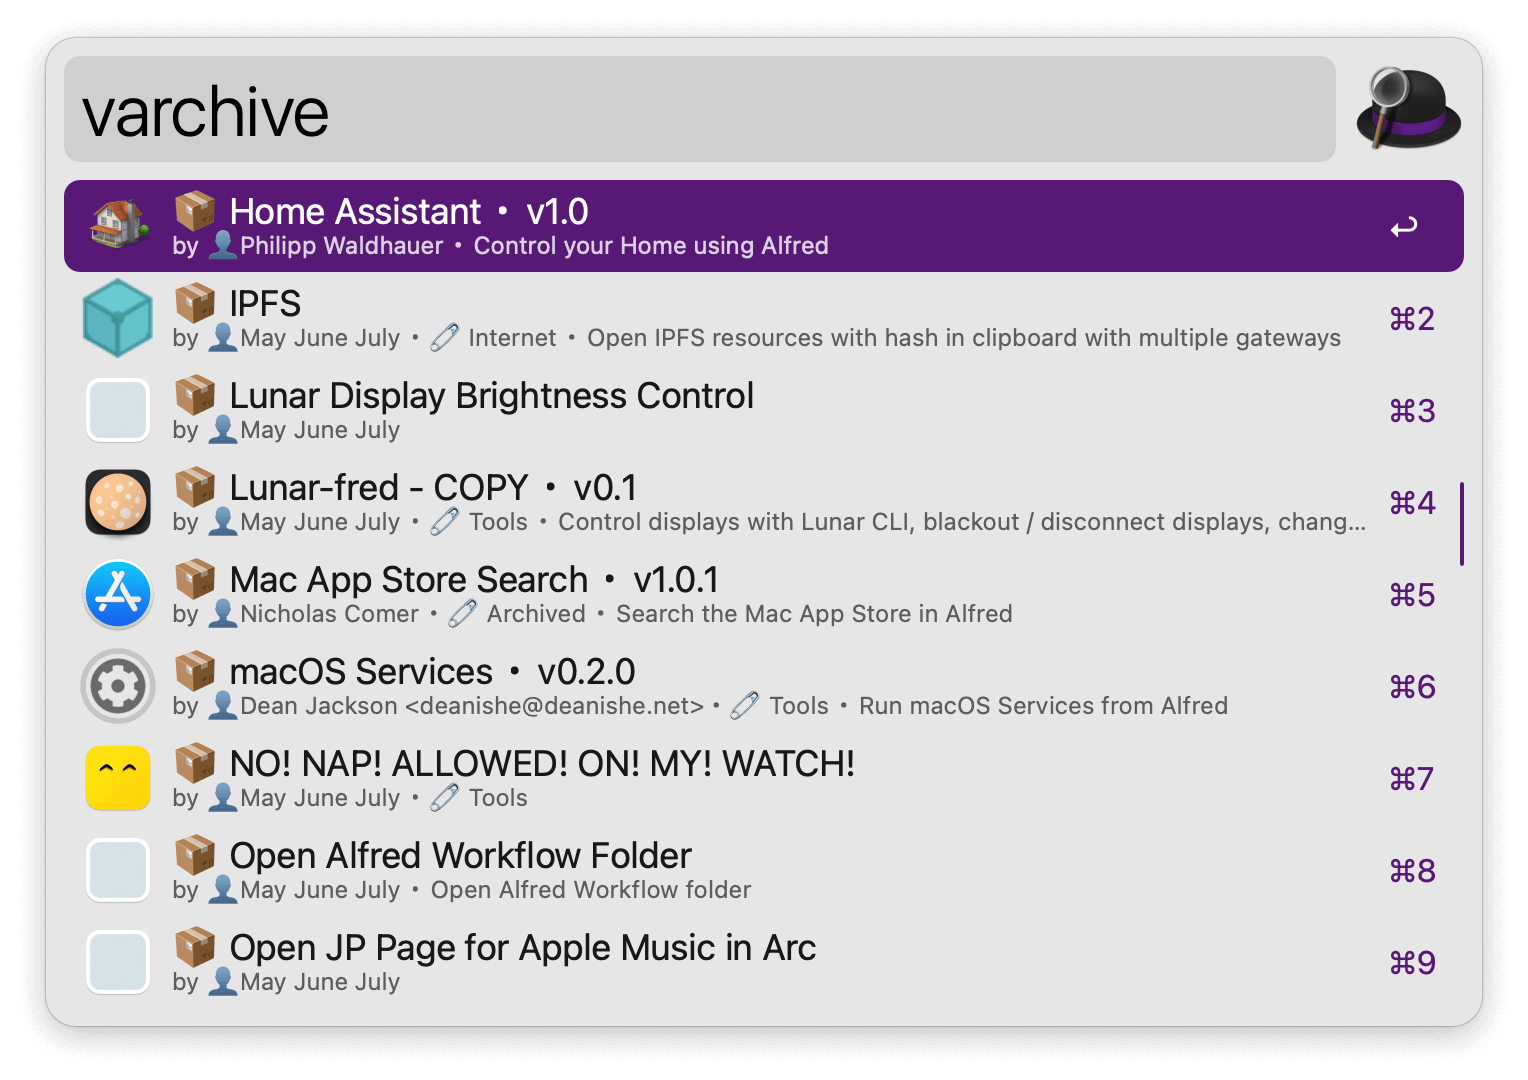 varchive
Home Assistant • v1.0
by Philipp Waldhauer • Control your Home using Alfred
IPFS
by May June July • Internet • Open IPFS resources with hash in clipboard with multiple gateways
⌘2
Lunar Display Brightness Control
by May June July
⌘3
Lunar-fred - COPY • v0.1
by May June July • Tools • Control displays with Lunar CLI, blackout / disconnect displays, chang...
⌘4
Mac App Store Search • v1.0.1
by Nicholas Comer • Archived • Search the Mac App Store in Alfred
⌘5
macOS Services • v0.2.0
by Dean Jackson <deanishe@deanishe.net> • Tools • Run macOS Services from Alfred
⌘6
NO! NAP! ALLOWED! ON! MY! WATCH!
by May June July • Tools
⌘7
Open Alfred Workflow Folder
by May June July • Open Alfred Workflow folder
⌘8
Open JP Page for Apple Music in Arc
by May June July
⌘9